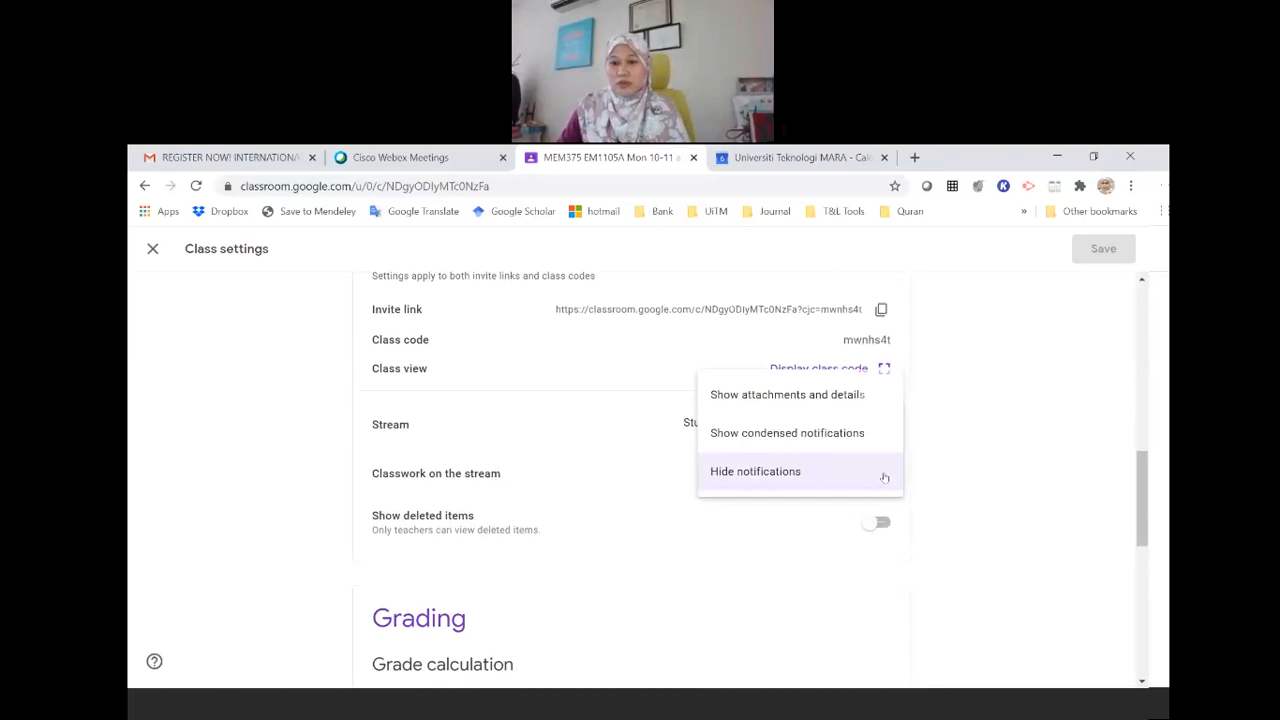 REGISTER NOW! INTERNATIONA
Cisco Webex Meetings
MEM375 EM1105A Mon 10-11 a
Universiti Teknologi MARA - Cal
classroom.google.com/u/0/c/NDgyODIyMTc0NzFa
Apps
Dropbox
Save to Mendeley
Google Translate
Google Scholar
hotmail
Bank
UiTM
Journal
T&L Tools
Quran
»
Other bookmarks
Class settings
Save
Settings apply to both invite links and class codes
Invite link
https://classroom.google.com/c/NDgyODIyMTc0NzFa?cjc=mwnhs4t
Class code
mwnhs4t
Class view
Display class code
Show attachments and details
Stream
Stu
Show condensed notifications
Classwork on the stream
Hide notifications
Show deleted items
Only teachers can view deleted items.
Grading
Grade calculation